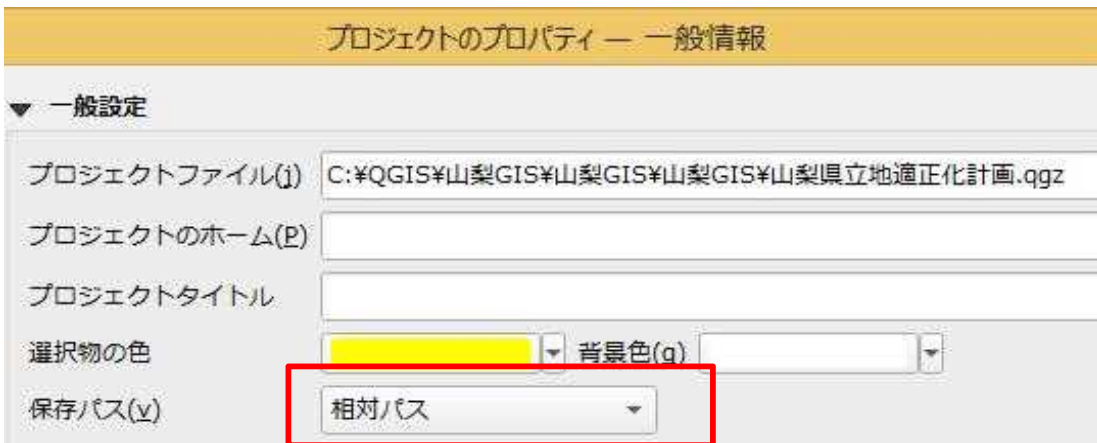 プロジェクトのプロパティ — 一般情報
一般設定
プロジェクトファイル(j) C:¥QGIS¥山梨GIS¥山梨GIS¥山梨GIS¥山梨県立地適正化計画.qgz
プロジェクトのホーム(P)
プロジェクトタイトル
選択物の色 背景色(g)
保存パス(v) 相対パス